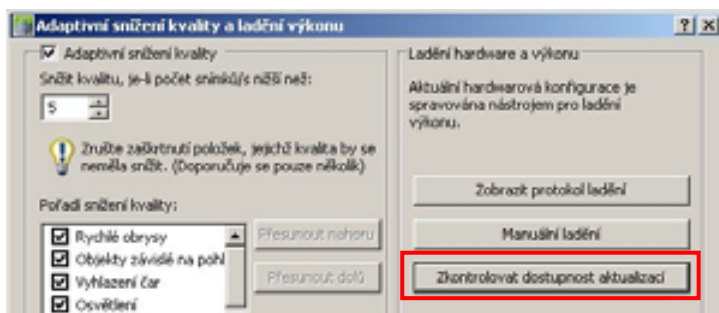 Adaptivní snížení kvality a ladění výkonu
Adaptivní snížení kvality
Snížit kvalitu, je-li počet snímků/s nižší než:
5
Zrušte zaškrtnutí položek, jejichž kvalita by se
neměla snížit. (Doporučuje se pouze několik)
Pořadí snížení kvality:
Rychlé obrysy
Objekty závislé na pohl
Vyhlazení čar
Osvětlení
Přesunout nahoru
Přesunout dolů
Ladění hardware a výkonu
Aktuální hardwarová konfigurace je
spravována nástrojem pro ladění
výkonu.
Zobrazit protokol ladění
Manuální ladění
Zkontrolovat dostupnost aktualizací